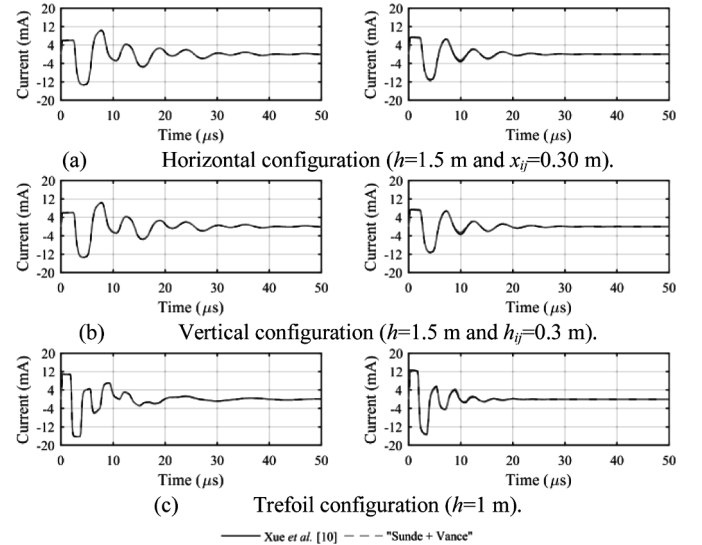 20
12
4
-4
-12
-20
Current (mA)
0 10 20 30 40 50
Time (μs)
20
12
4
-4
-12
-20
Current (mA)
0 10 20 30 40 50
Time (μs)
(a) Horizontal configuration (h=1.5 m and xij=0.30 m).
20
12
4
-4
-12
-20
Current (mA)
0 10 20 30 40 50
Time (μs)
20
12
4
-4
-12
-20
Current (mA)
0 10 20 30 40 50
Time (μs)
(b) Vertical configuration (h=1.5 m and hij=0.3 m).
20
12
4
-4
-12
-20
Current (mA)
0 10 20 30 40 50
Time (μs)
20
12
4
-4
-12
-20
Current (mA)
0 10 20 30 40 50
Time (μs)
(c) Trefoil configuration (h=1 m).
Xue et al. [10] "Sunde + Vance"